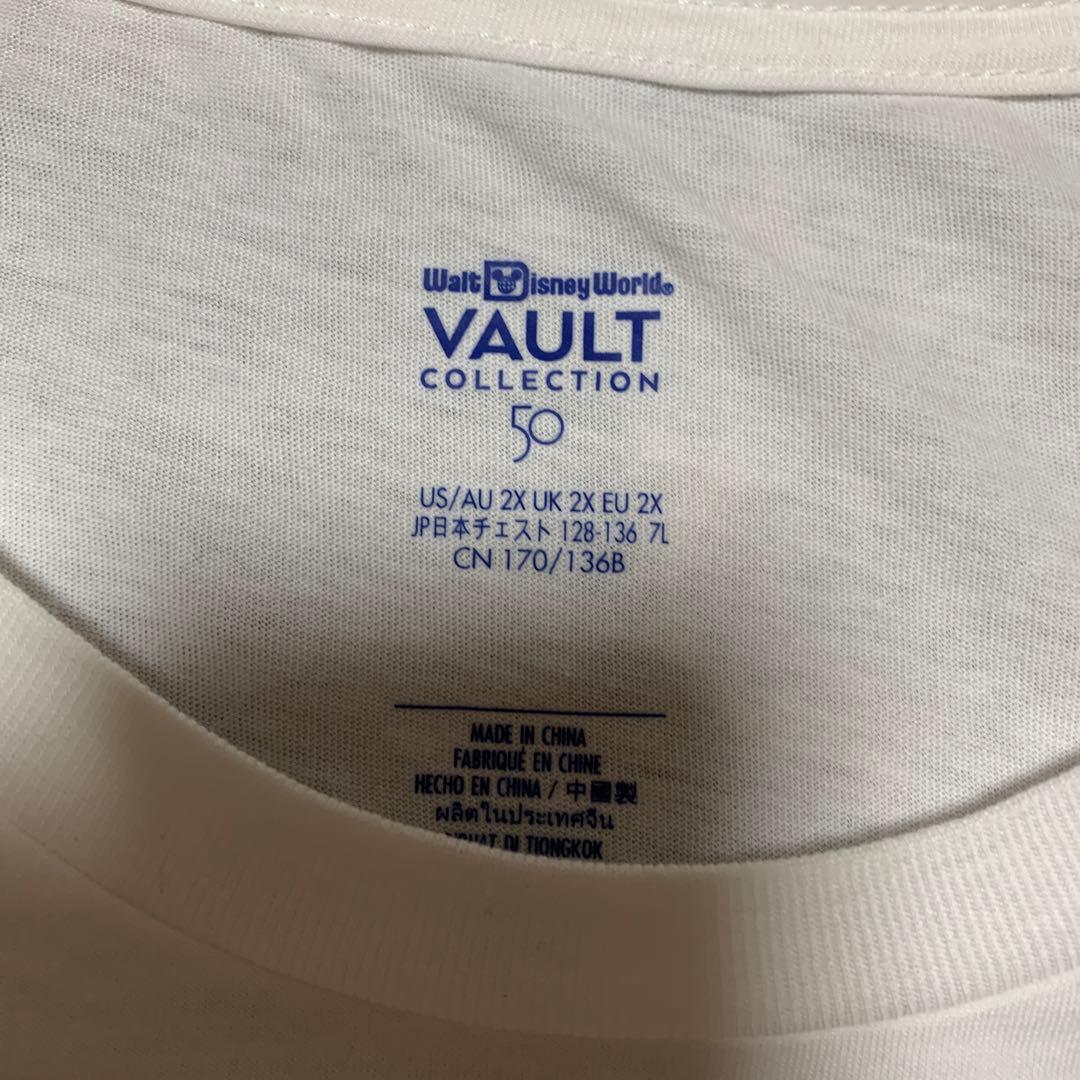 Walt Disney World®
VAULT
COLLECTION
50
US/AU 2X UK 2X EU 2X
JP日本チェスト 128-136 7L
CN 170/136B
MADE IN CHINA
FABRIQUÉ EN CHINE
HECHO EN CHINA / 中國製
ผลิตในประเทศจีน
DI TIONGKOK